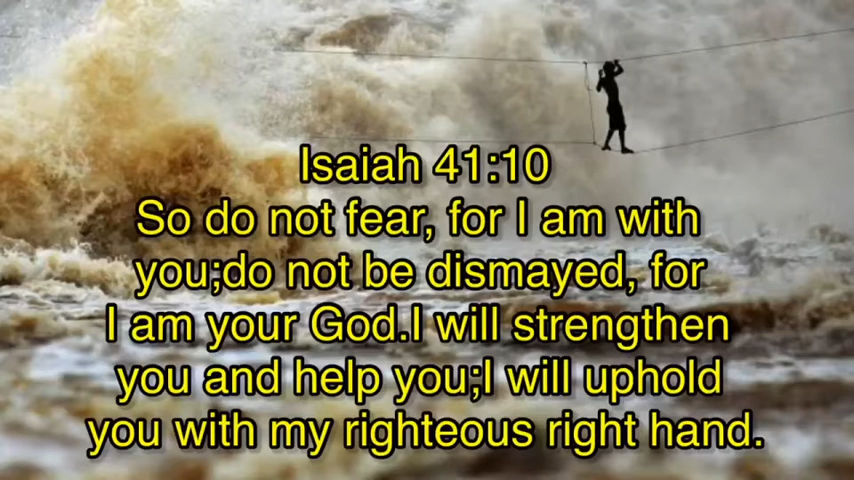 Isaiah 41:10
So do not fear, for I am with
you;do not be dismayed, for
I am your God.I will strengthen
you and help you;I will uphold
you with my righteous right hand.